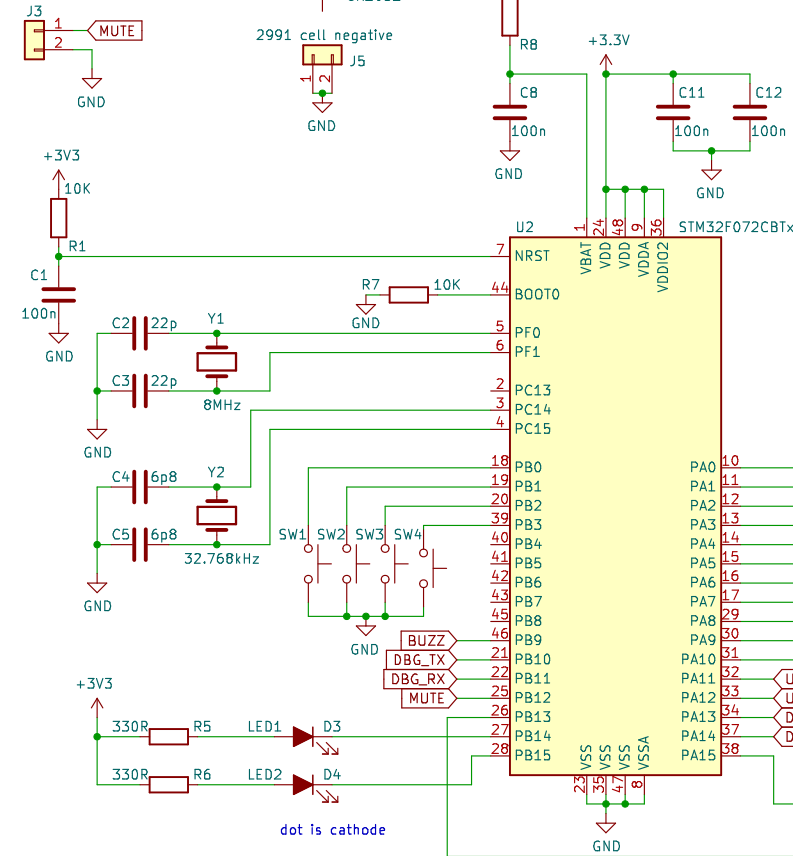 J3
1
2
MUTE
GND
2991 cell negative
J5
1
2
GND
R8
C8
100n
GND
+3.3V
C11
100n
C12
100n
GND
+3V3
10K
R1
C1
100n
GND
U2
STM32F072CBTx
1 VBAT
24 VDD
48 VDD
9 VDDA
36 VDDIO2
7 NRST
R7 10K
GND
44 BOOT0
C2 22p
Y1
5 PF0
6 PF1
C3 22p
8MHz
GND
2 PC13
3 PC14
4 PC15
C4 6p8
Y2
C5 6p8
32.768kHz
GND
18 PB0
19 PB1
20 PB2
39 PB3
40 PB4
41 PB5
42 PB6
43 PB7
45 PB8
46 PB9
21 PB10
22 PB11
25 PB12
26 PB13
27 PB14
28 PB15
SW1 SW2 SW3 SW4
GND
BUZZ
DBG_TX
DBG_RX
MUTE
PA0 10
PA1 11
PA2 12
PA3 13
PA4 14
PA5 15
PA6 16
PA7 17
PA8 29
PA9 30
PA10 31
PA11 32
PA12 33
PA13 34
PA14 37
PA15 38
U
U
D
D
+3V3
330R R5 LED1 D3
330R R6 LED2 D4
dot is cathode
23 VSS
35 VSS
47 VSS
8 VSSA
GND